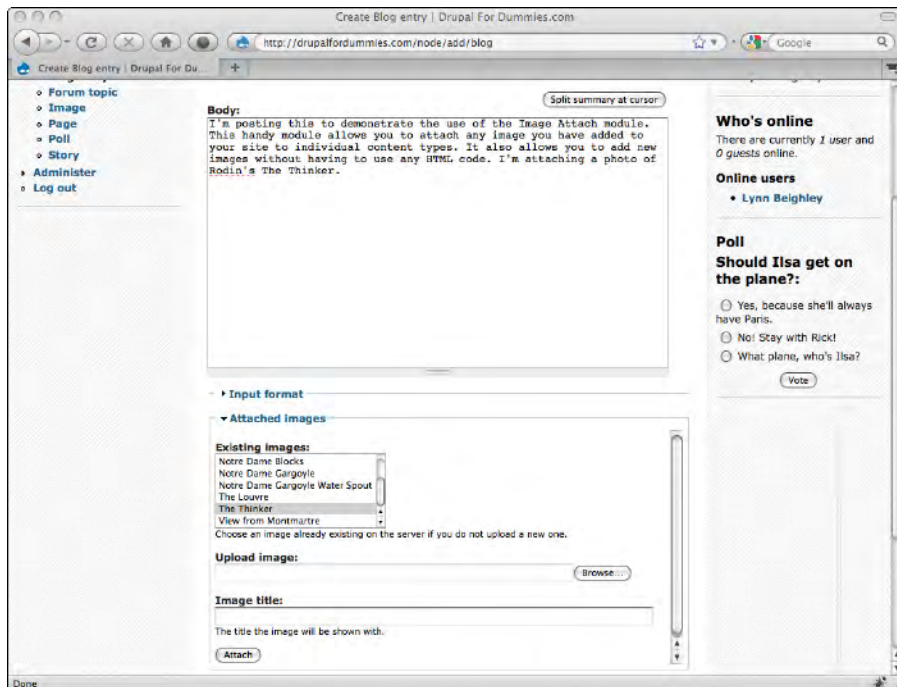 Create Blog entry | Drupal For Dummies.com
http://drupalfordummies.com/node/add/blog
Google
Create Blog entry | Drupal For Du...
Forum topic
Image
Page
Poll
Story
Administer
Log out
Split summary at cursor
Body:
I'm posting this to demonstrate the use of the Image Attach module.
This handy module allows you to attach any image you have added
to your site to individual content types. It also allows you to add new
images without having to use any HTML code. I'm attaching a photo of
Rodin's The Thinker.
Input format
Attached images
Existing images:
Notre Dame Blocks
Notre Dame Gargoyle
Notre Dame Gargoyle Water Spout
The Louvre
The Thinker
View from Montmartre
Choose an image already existing on the server if you do not upload a new one.
Upload image:
Browse...
Image title:
The title the image will be shown with.
Attach
Who's online
There are currently 1 user and
0 guests online.
Online users
Lynn Beighley
Poll
Should Ilsa get on
the plane?:
Yes, because she'll always
have Paris.
No! Stay with Rick!
What plane, who's Ilsa?
Vote
Done